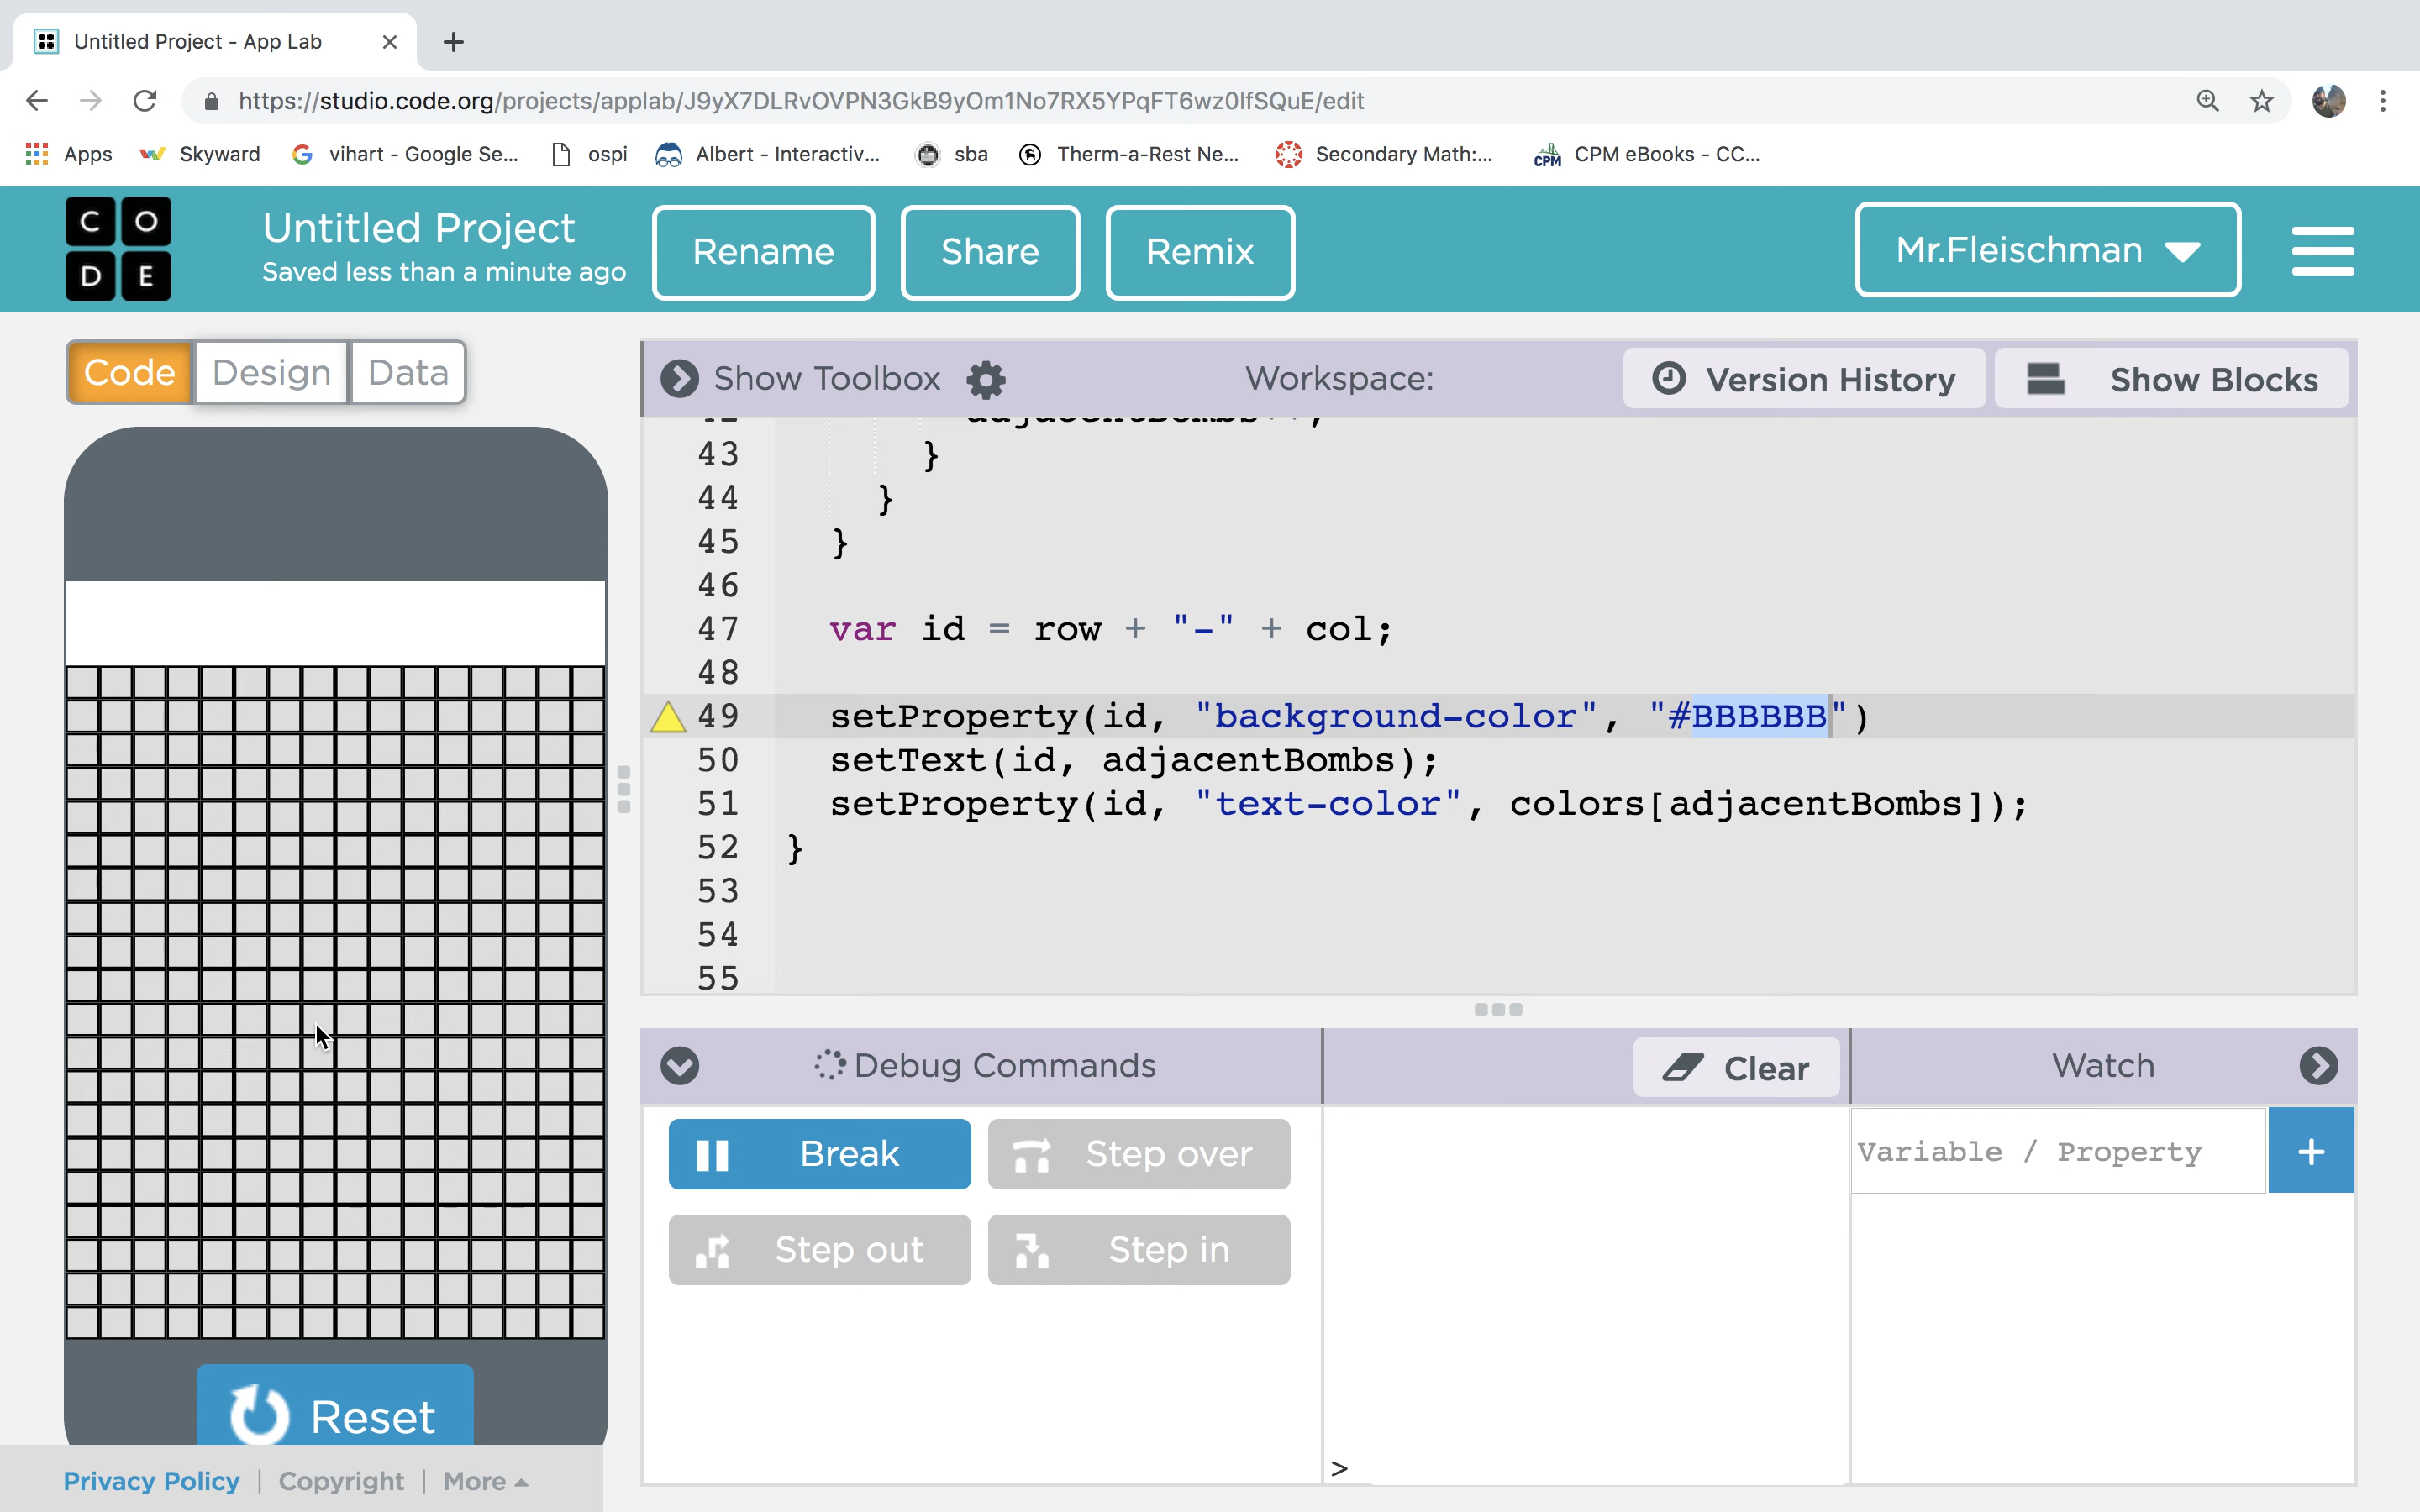 Untitled Project - App Lab
https://studio.code.org/projects/applab/J9yX7DLRvOVPN3GkB9yOm1No7RX5YPqFT6wz0lfSQuE/edit
Apps Skyward vihart - Google Se... ospi Albert - Interactiv... sba Therm-a-Rest Ne... Secondary Math:... CPM CPM eBooks - CC...
C O
D E
Untitled Project
Saved less than a minute ago
Rename Share Remix
Mr.Fleischman
Code Design Data
Show Toolbox Workspace: Version History Show Blocks
43 }
44 }
45 }
46
47 var id = row + "-" + col;
48
49 setProperty(id, "background-color", "#BBBBBB")
50 setText(id, adjacentBombs);
51 setProperty(id, "text-color", colors[adjacentBombs]);
52 }
53
54
55
Debug Commands Clear Watch
Break Step over
Step out Step in
Variable / Property +
>
Reset
Privacy Policy | Copyright | More